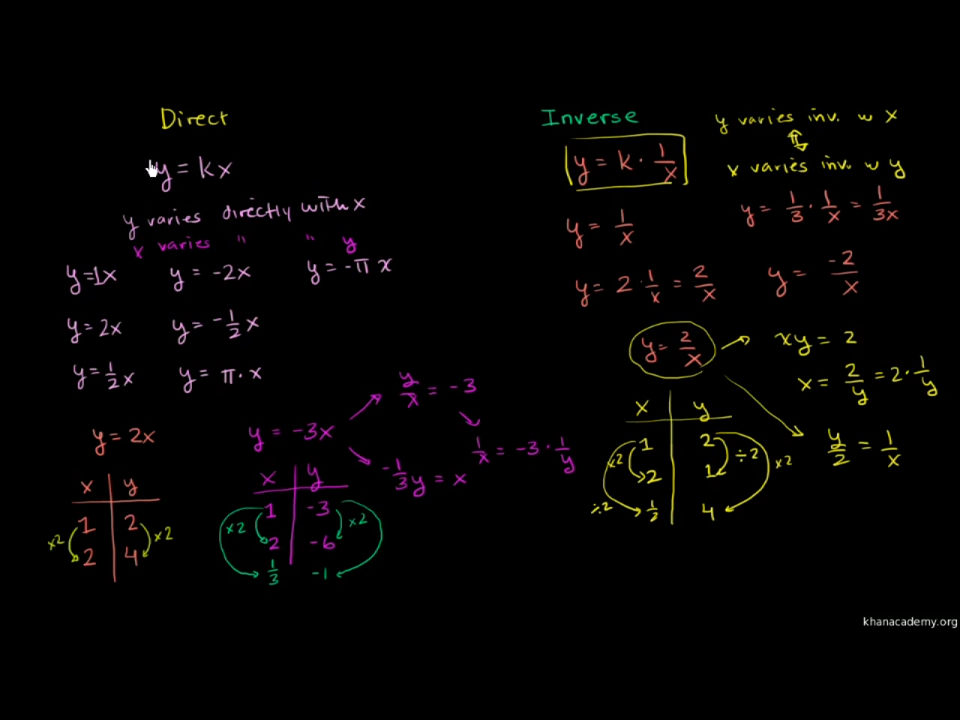 Direct
y = kx
y varies directly with x
x varies " " y
y=1x y = -2x y = -π x
y = 2x y = -1/2 x
y = 1/2 x y = π · x
y = 2x
x y
1 2
2 4
x2 x2
y = -3x
y/x = -3
1/x = -3 · 1/y
-1/3 y = x
x y
1 -3
2 -6
1/3 -1
x2 x2
Inverse
y = k · 1/x
y varies inv. w x
⇕
x varies inv. w y
y = 1/x
y = 1/3 · 1/x = 1/3x
y = 2 · 1/x = 2/x
y = -2/x
y = 2/x
xy = 2
x = 2/y = 2 · 1/y
y/2 = 1/x
x y
1 2
2 1
1/2 4
x2 ÷2 x2
÷2
khanacademy.org